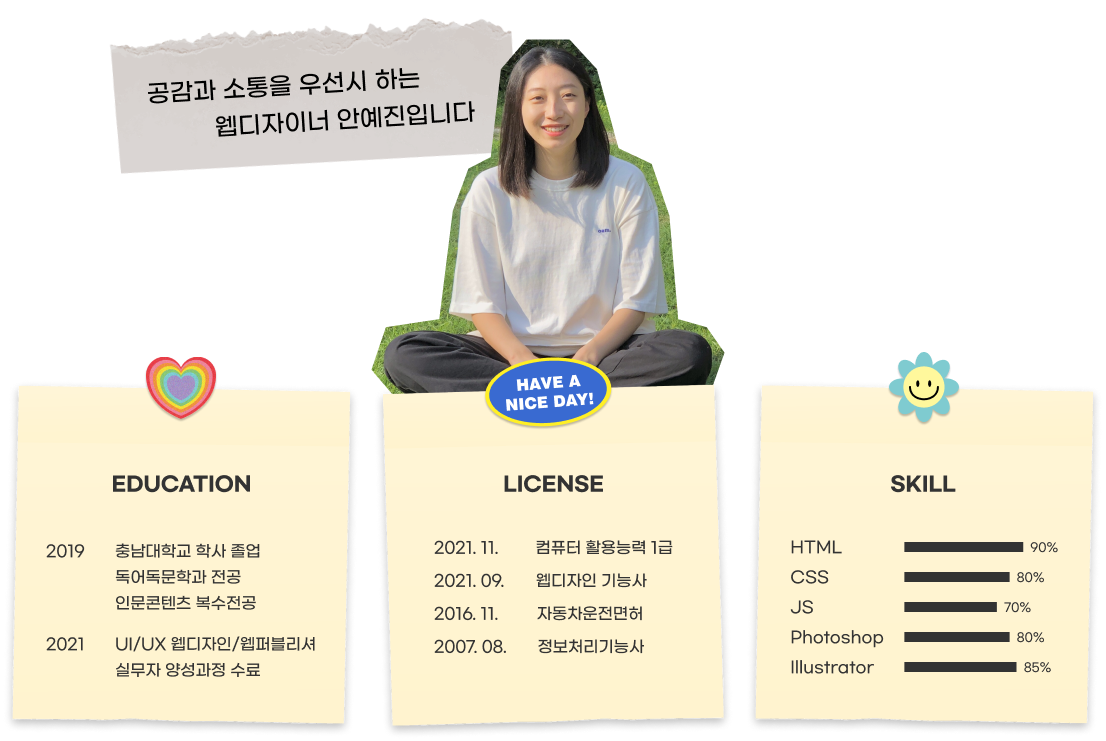 공감과 소통을 우선시 하는
웹디자이너 안예진입니다
HAVE A
NICE DAY!
EDUCATION
2019 충남대학교 학사 졸업
독어독문학과 전공
인문콘텐츠 복수전공
2021 UI/UX 웹디자인/웹퍼블리셔
실무자 양성과정 수료
LICENSE
2021. 11. 컴퓨터 활용능력 1급
2021. 09. 웹디자인 기능사
2016. 11. 자동차운전면허
2007. 08. 정보처리기능사
SKILL
HTML 90%
CSS 80%
JS 70%
Photoshop 80%
Illustrator 85%